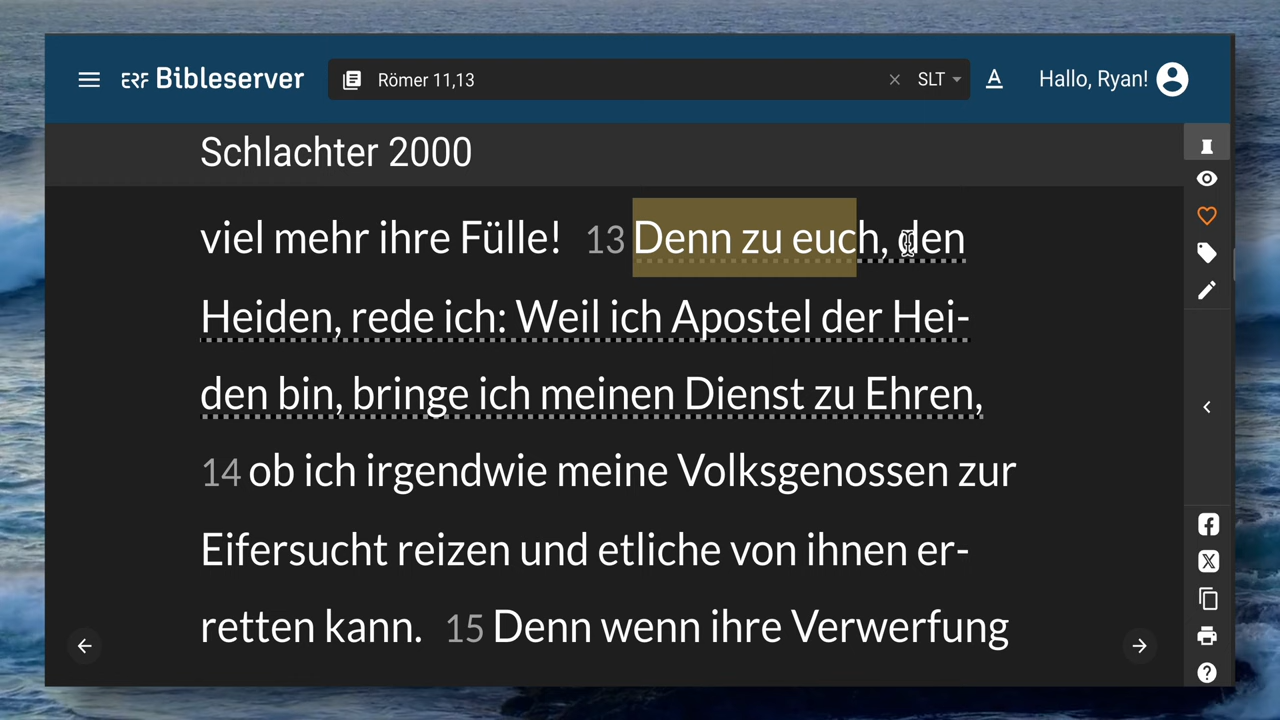 ERF Bibleserver
Römer 11,13
SLT
A
Hallo, Ryan!
Schlachter 2000
viel mehr ihre Fülle! 13 Denn zu euch, den
Heiden, rede ich: Weil ich Apostel der Hei-
den bin, bringe ich meinen Dienst zu Ehren,
14 ob ich irgendwie meine Volksgenossen zur
Eifersucht reizen und etliche von ihnen er-
retten kann. 15 Denn wenn ihre Verwerfung